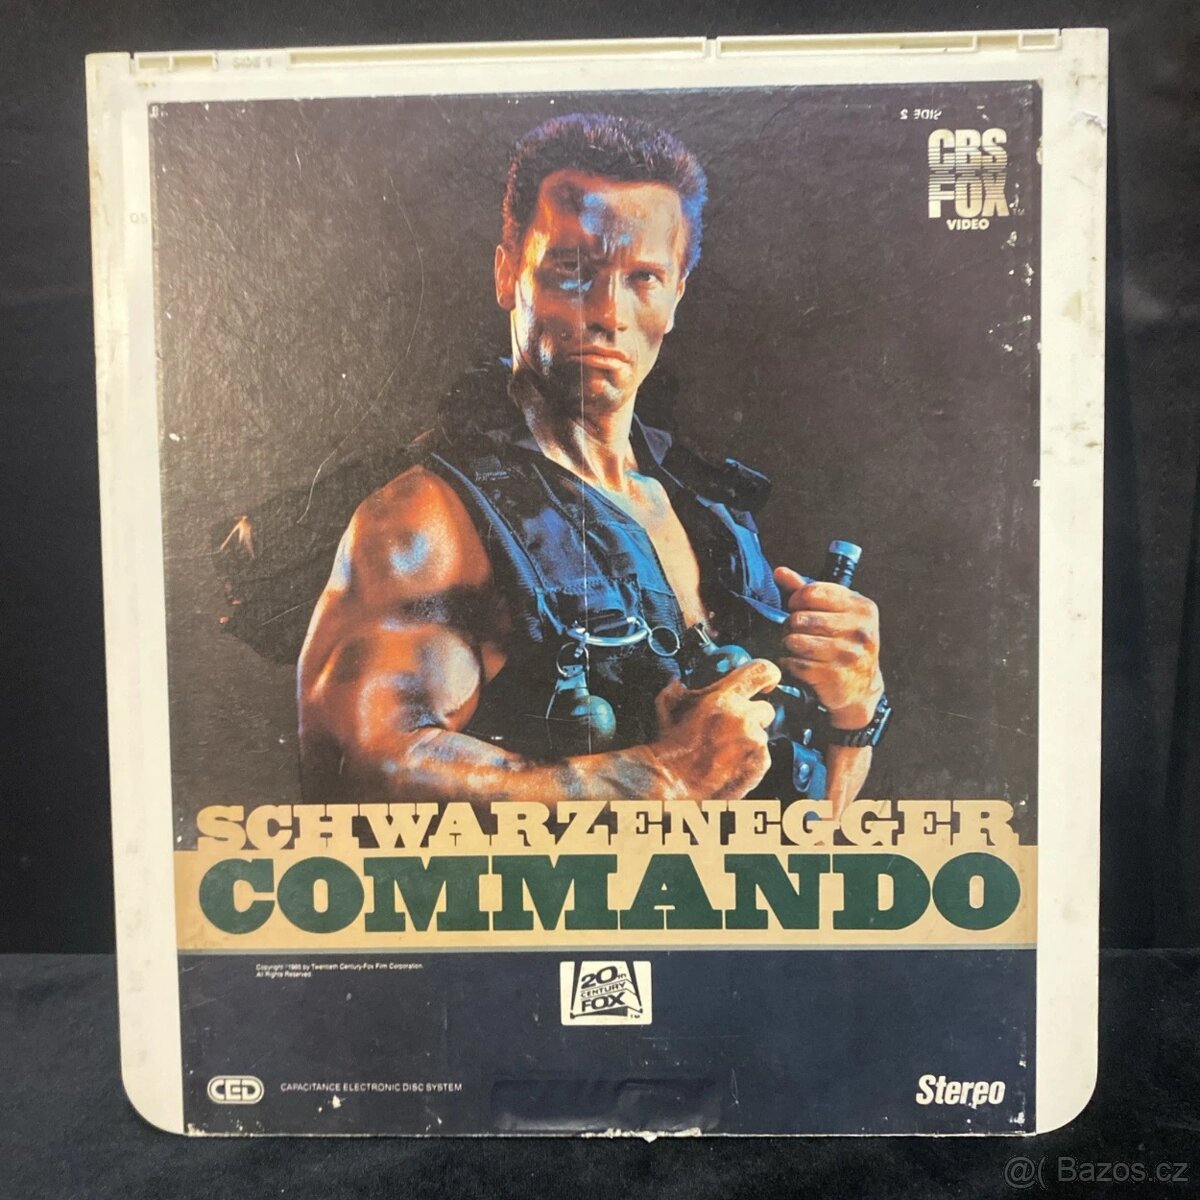 SIDE 1
SIDE 2
CBS
FOX
VIDEO
SCHWARZENEGGER
COMMANDO
Copyright 1985 by Twentieth Century-Fox Film Corporation.
All Rights Reserved.
20TH
CENTURY
FOX
CED
CAPACITANCE ELECTRONIC DISC SYSTEM
Stereo
@( Bazos.cz